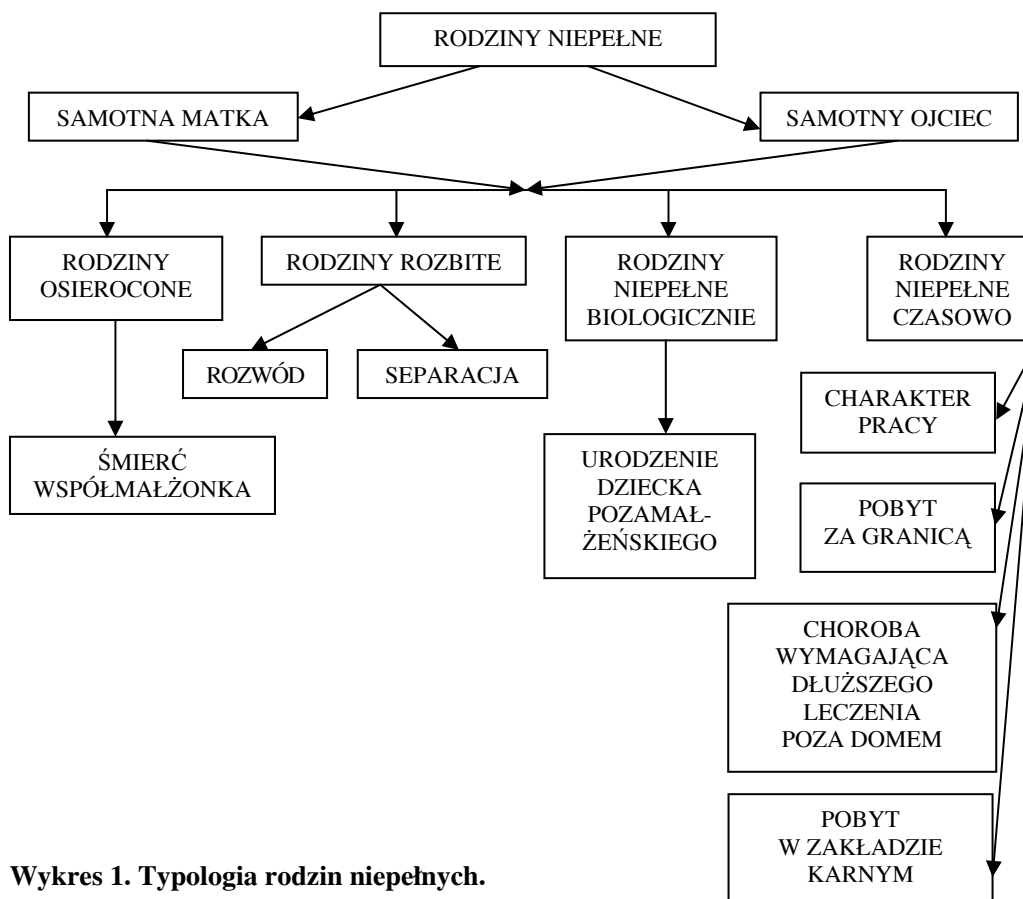 RODZINY NIEPEŁNE
SAMOTNA MATKA
SAMOTNY OJCIEC
RODZINY
OSIEROCONE
RODZINY ROZBITE
RODZINY
NIEPEŁNE
BIOLOGICZNIE
RODZINY
NIEPEŁNE
CZASOWO
ROZWÓD
SEPARACJA
CHARAKTER
PRACY
ŚMIERĆ
WSPÓŁMAŁŻONKA
URODZENIE
DZIECKA
POZAMAŁ-
ŻEŃSKIEGO
POBYT
ZA GRANICĄ
CHOROBA
WYMAGAJĄCA
DŁUŻSZEGO
LECZENIA
POZA DOMEM
POBYT
W ZAKŁADZIE
KARNYM
Wykres 1. Typologia rodzin niepełnych.